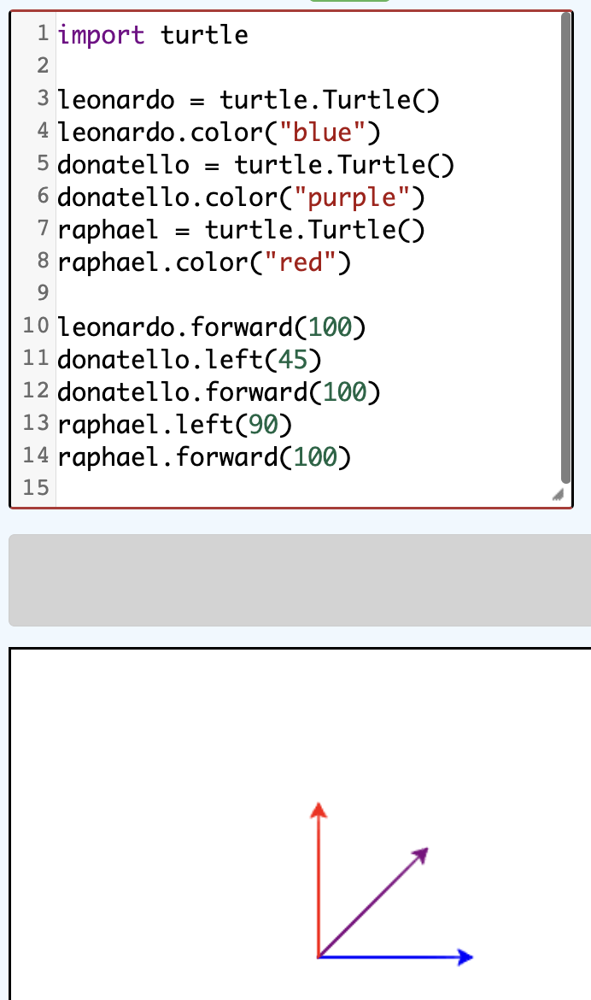 1 import turtle
2
3 leonardo = turtle.Turtle()
4 leonardo.color("blue")
5 donatello = turtle.Turtle()
6 donatello.color("purple")
7 raphael = turtle.Turtle()
8 raphael.color("red")
9
10 leonardo.forward(100)
11 donatello.left(45)
12 donatello.forward(100)
13 raphael.left(90)
14 raphael.forward(100)
15